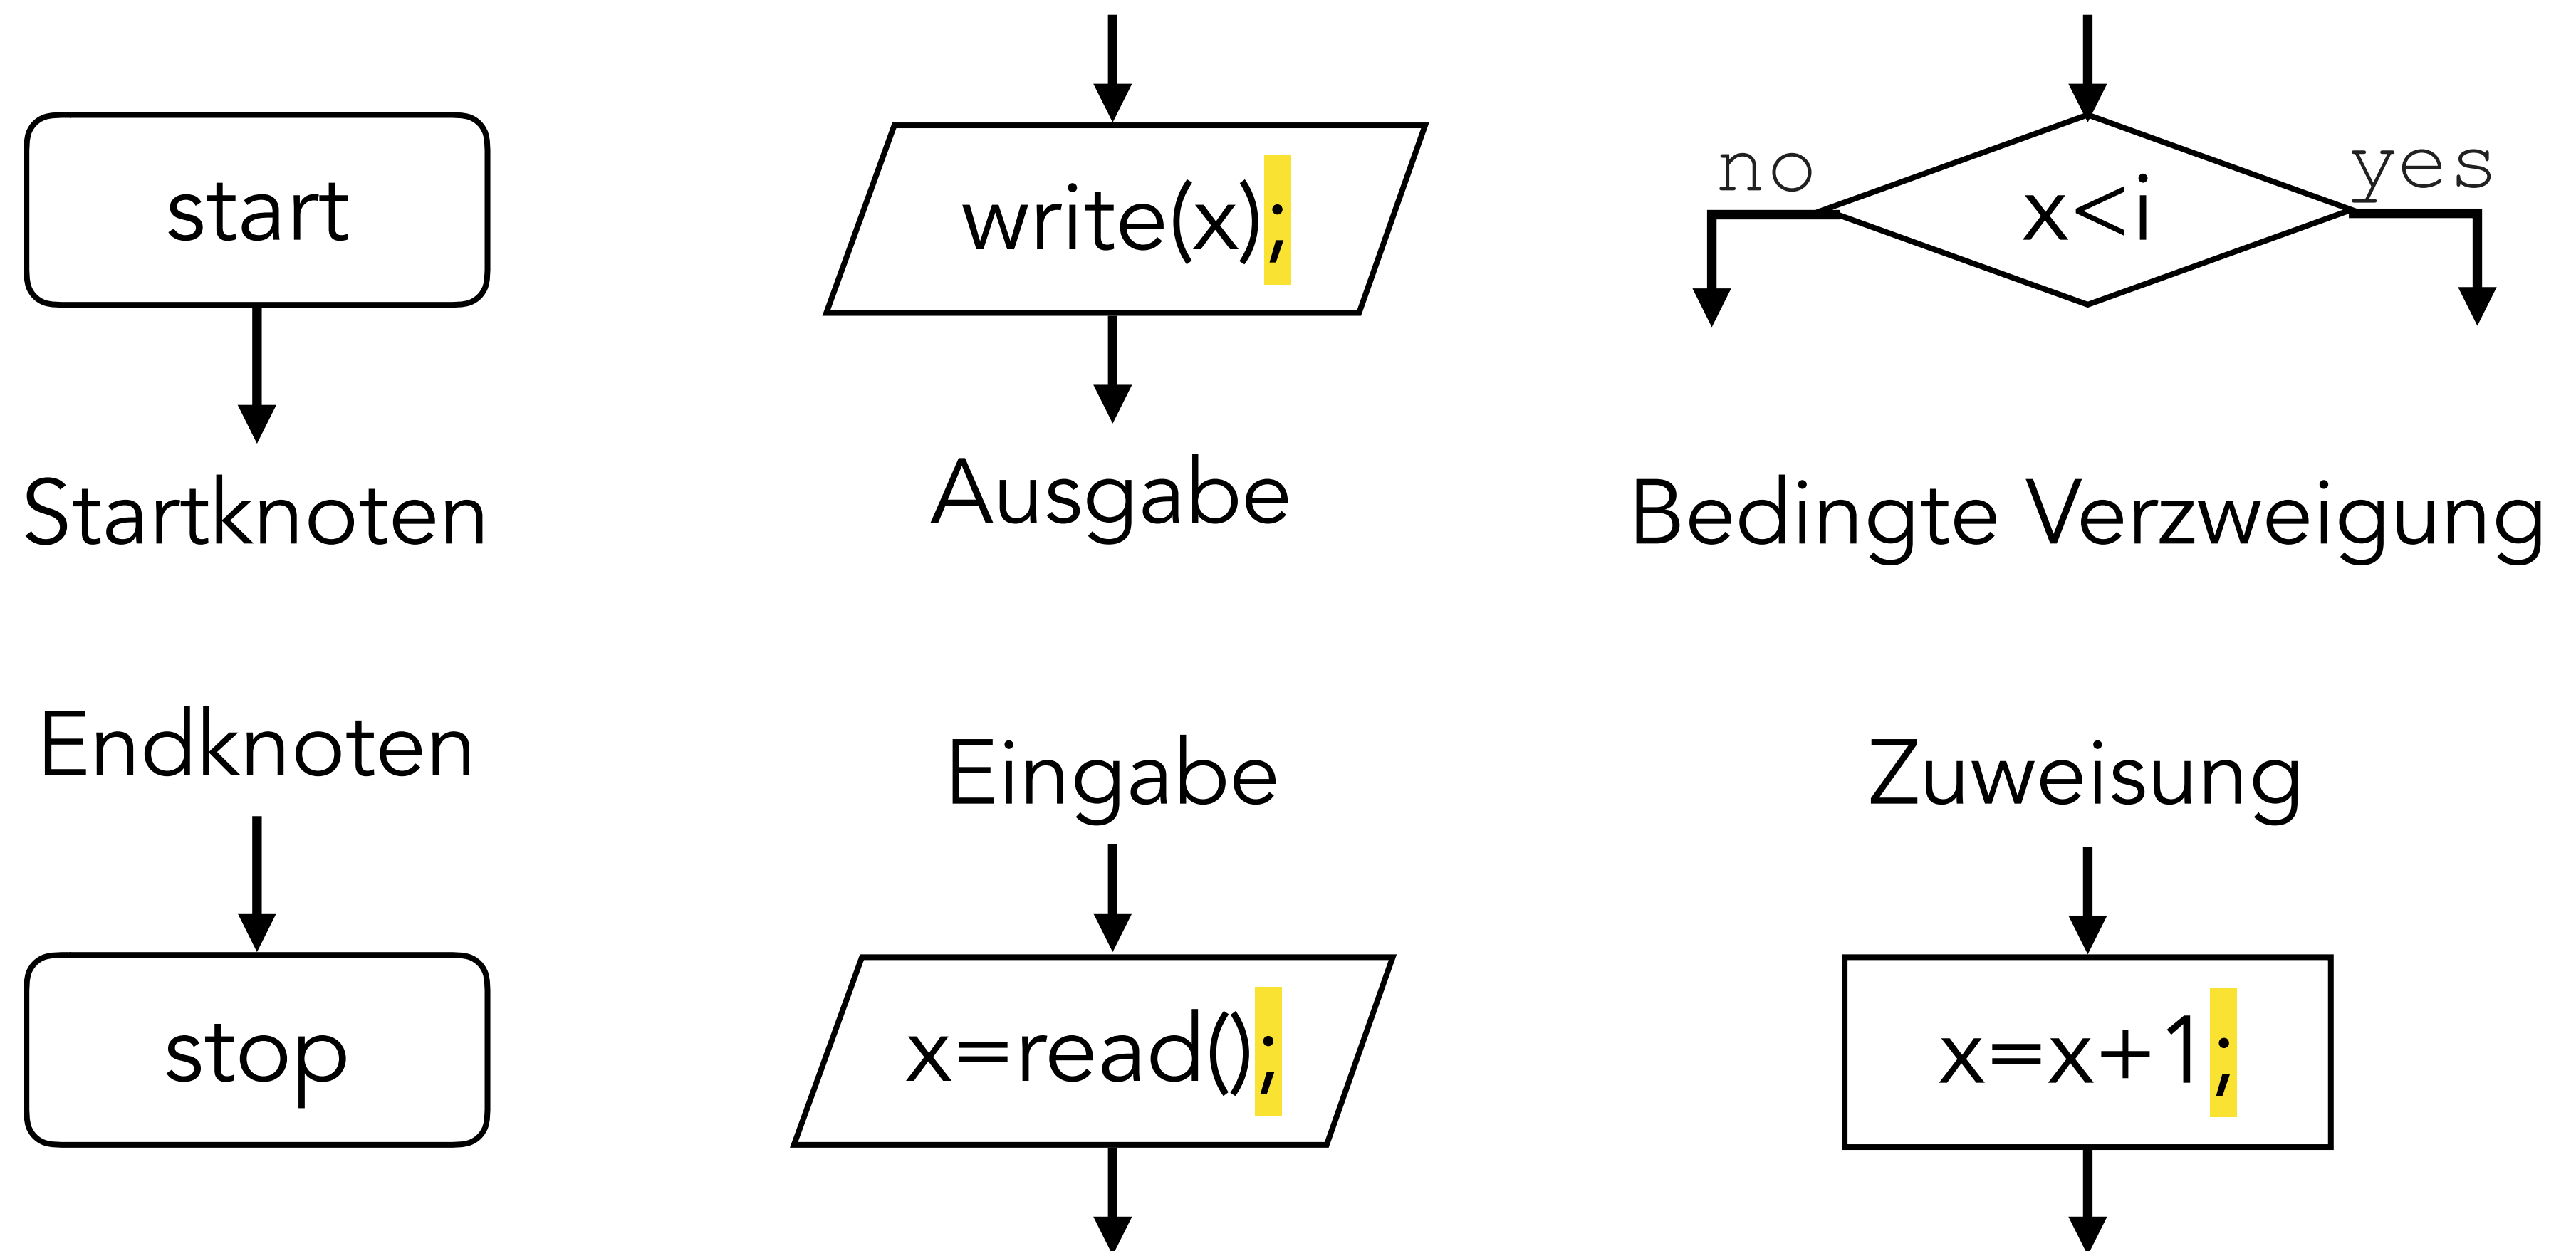 start
Startknoten
write(x);
Ausgabe
no
yes
x<i
Bedingte Verzweigung
Endknoten
stop
Eingabe
x=read();
Zuweisung
x=x+1;